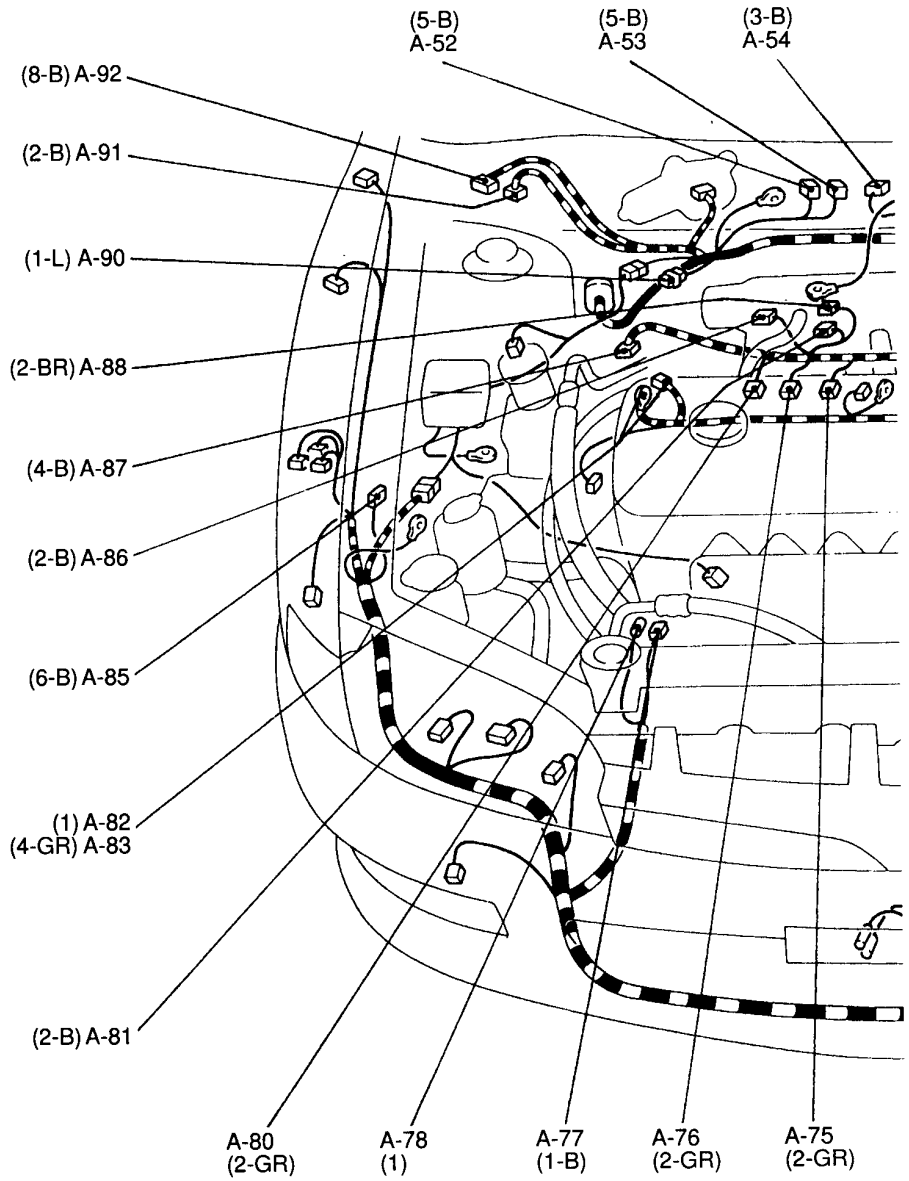 (5-B)
A-52
(5-B)
A-53
(3-B)
A-54
(8-B) A-92
(2-B) A-91
(1-L) A-90
(2-BR) A-88
(4-B) A-87
(2-B) A-86
(6-B) A-85
(1) A-82
(4-GR) A-83
(2-B) A-81
A-80
(2-GR)
A-78
(1)
A-77
(1-B)
A-76
(2-GR)
A-75
(2-GR)